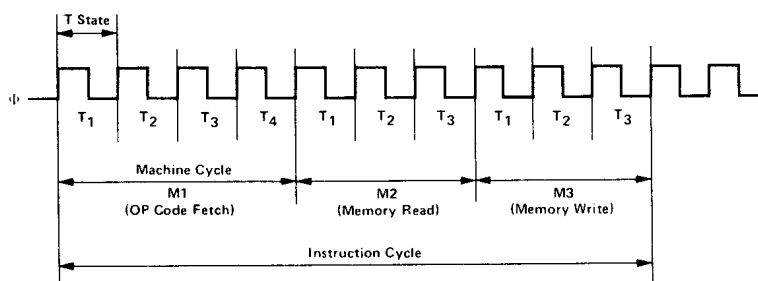 T State
Φ
T1 T2 T3 T4 T1 T2 T3 T1 T2 T3
Machine Cycle
M1 M2 M3
(OP Code Fetch) (Memory Read) (Memory Write)
Instruction Cycle